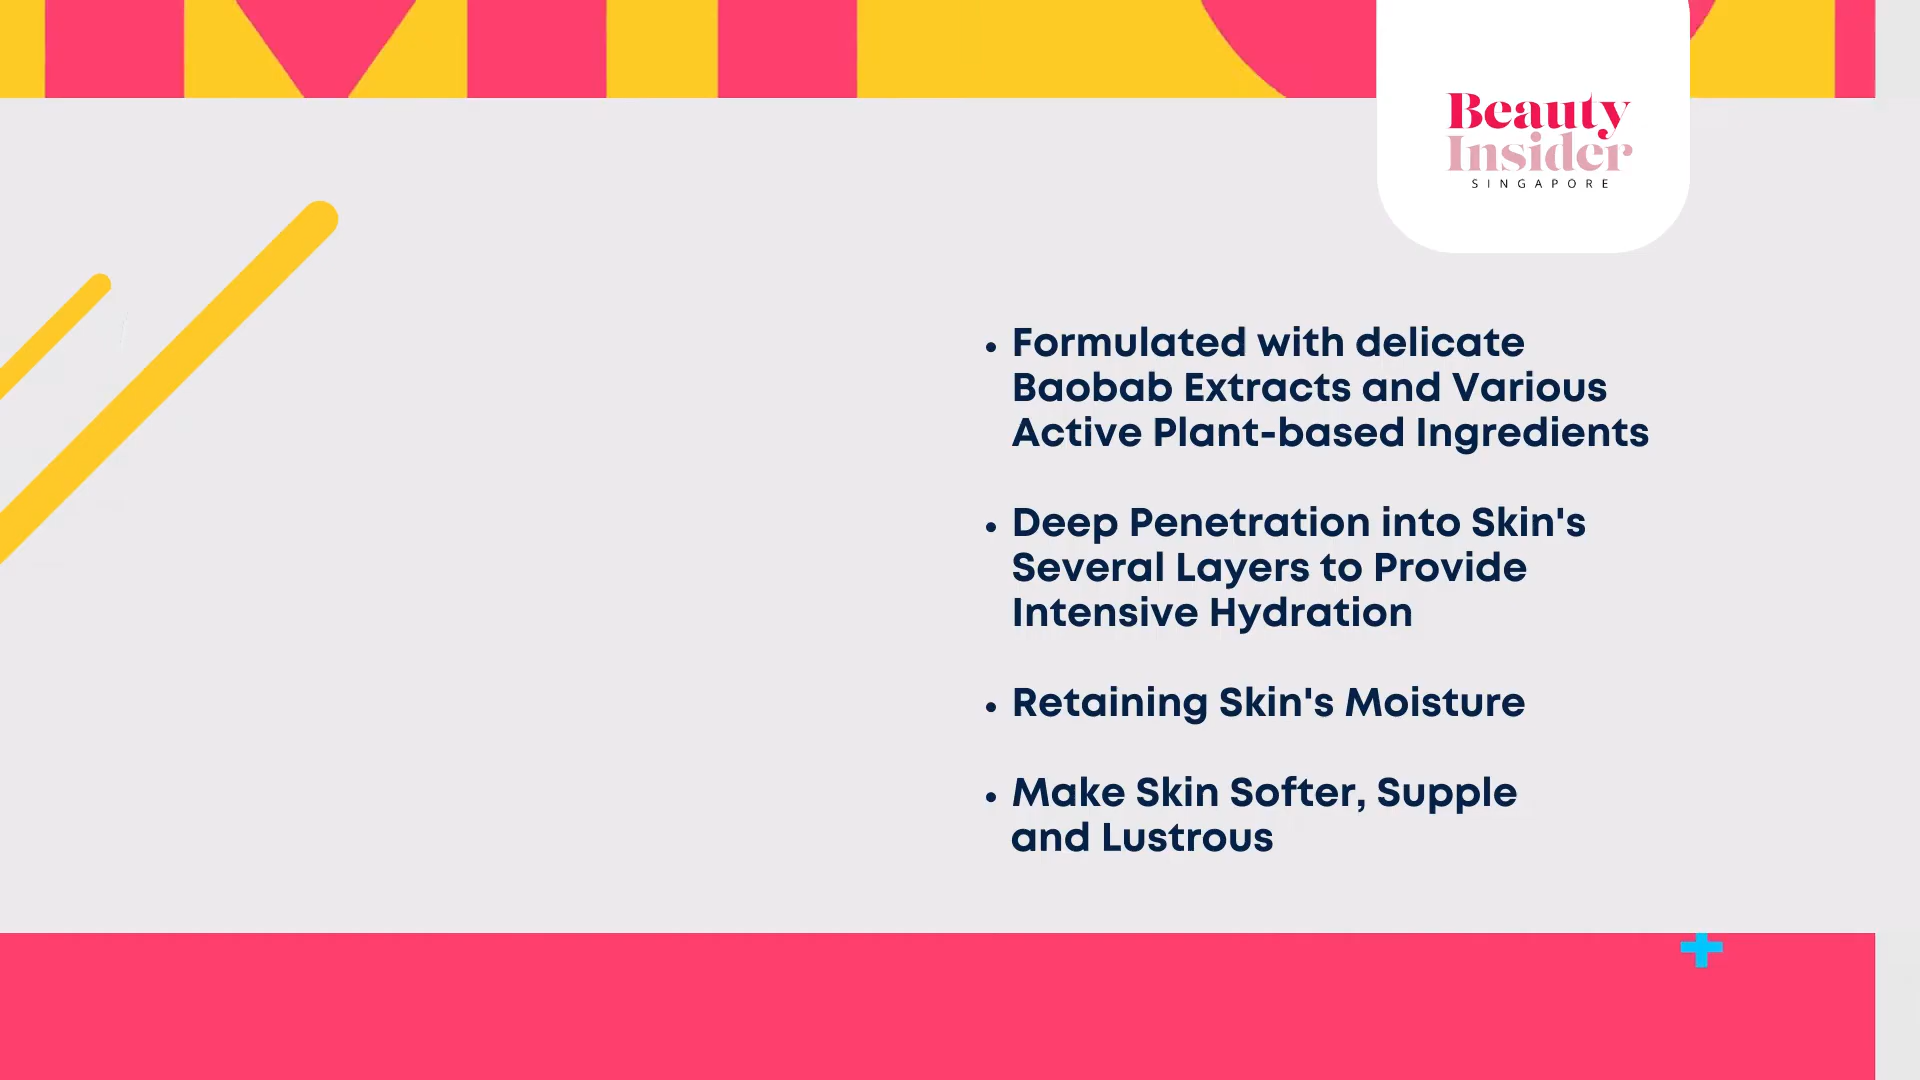 Beauty
Insider
SINGAPORE
• Formulated with delicate
Baobab Extracts and Various
Active Plant-based Ingredients
• Deep Penetration into Skin's
Several Layers to Provide
Intensive Hydration
• Retaining Skin's Moisture
• Make Skin Softer, Supple
and Lustrous